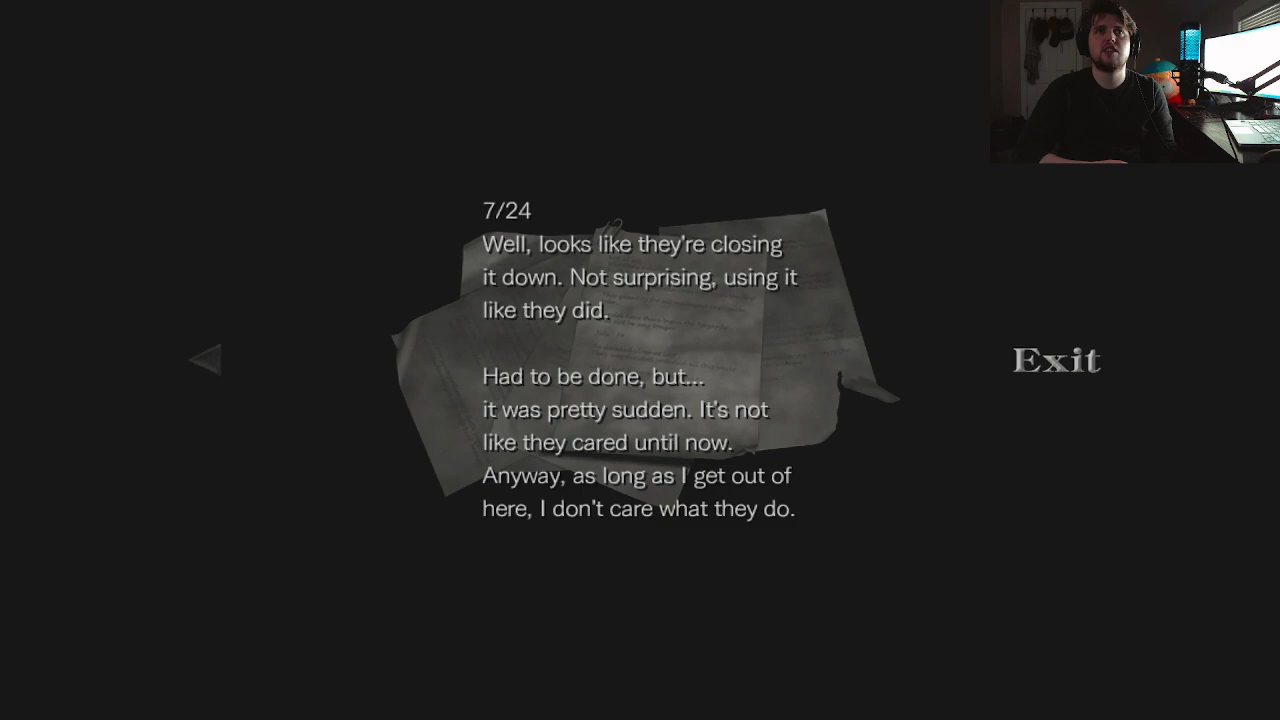 7/24
Well, looks like they're closing
it down. Not surprising, using it
like they did.
Had to be done, but...
it was pretty sudden. It's not
like they cared until now.
Anyway, as long as I get out of
here, I don't care what they do.
Exit